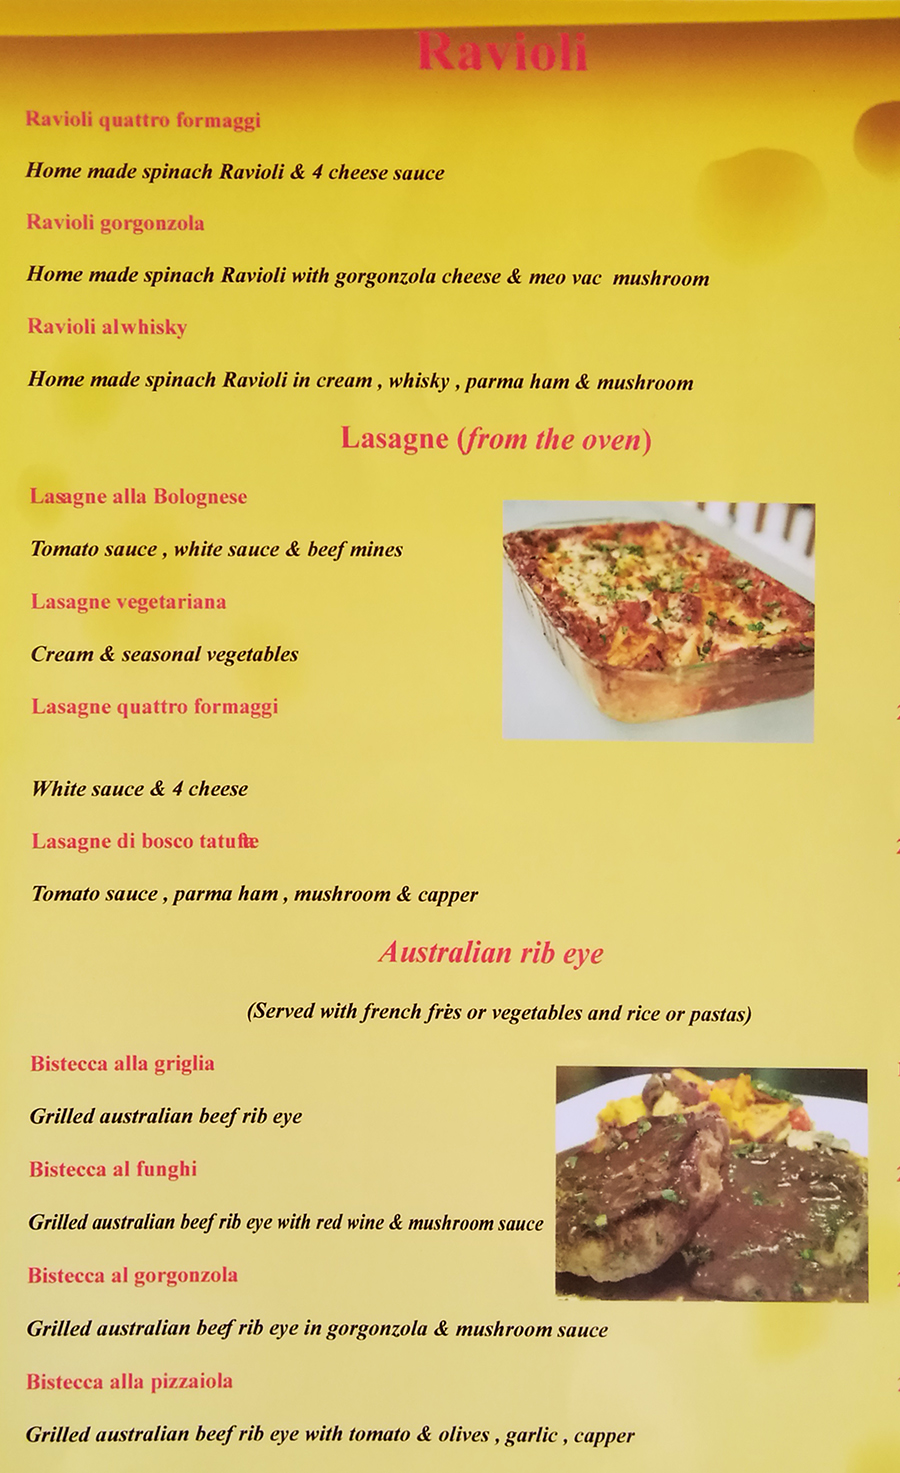 Ravioli
Ravioli quattro formaggi
Home made spinach Ravioli & 4 cheese sauce
Ravioli gorgonzola
Home made spinach Ravioli with gorgonzola cheese & meo vac mushroom
Ravioli alwhisky
Home made spinach Ravioli in cream , whisky , parma ham & mushroom
Lasagne (from the oven)
Lasagne alla Bolognese
Tomato sauce , white sauce & beef mines
Lasagne vegetariana
Cream & seasonal vegetables
Lasagne quattro formaggi
White sauce & 4 cheese
Lasagne di bosco
Tomato sauce , parma ham , mushroom & capper
Australian rib eye
(Served with french fries or vegetables and rice or pastas)
Bistecca alla griglia
Grilled australian beef rib eye
Bistecca al funghi
Grilled australian beef rib eye with red wine & mushroom sauce
Bistecca al gorgonzola
Grilled australian beef rib eye in gorgonzola & mushroom sauce
Bistecca alla pizzaiola
Grilled australian beef rib eye with tomato & olives , garlic , capper